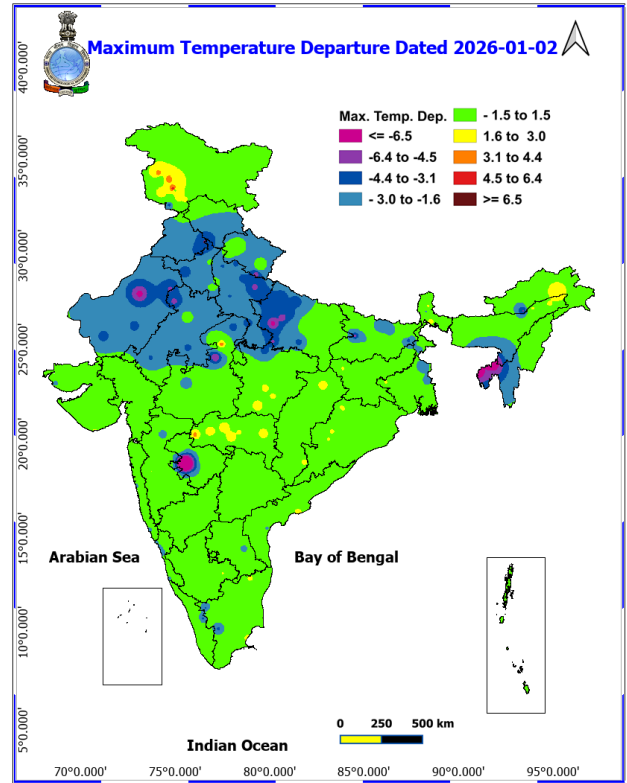 Maximum Temperature Departure Dated 2026-01-02
Max. Temp. Dep.
<= -6.5
-6.4 to -4.5
-4.4 to -3.1
- 3.0 to -1.6
- 1.5 to 1.5
1.6 to 3.0
3.1 to 4.4
4.5 to 6.4
>= 6.5
40°0.000'
35°0.000'
30°0.000'
25°0.000'
20°0.000'
15°0.000'
10°0.000'
5°0.000'
Arabian Sea
Bay of Bengal
0 250 500 km
Indian Ocean
70°0.000' 75°0.000' 80°0.000' 85°0.000' 90°0.000' 95°0.000'